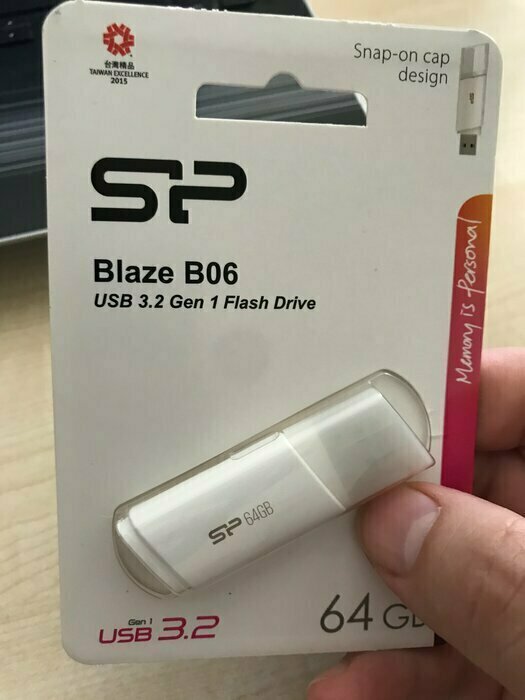 台灣精品
TAIWAN EXCELLENCE
2015
Snap-on cap
design
SP
Blaze B06
USB 3.2 Gen 1 Flash Drive
Memory is Personal
SP 64GB
Gen 1
USB 3.2
64 GB